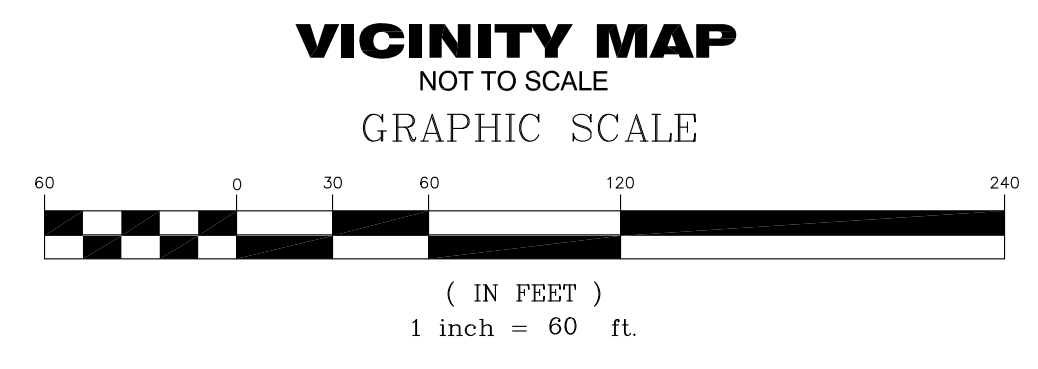 VICINITY MAP
NOT TO SCALE
GRAPHIC SCALE
60 0 30 60 120 240
( IN FEET )
1 inch = 60 ft.